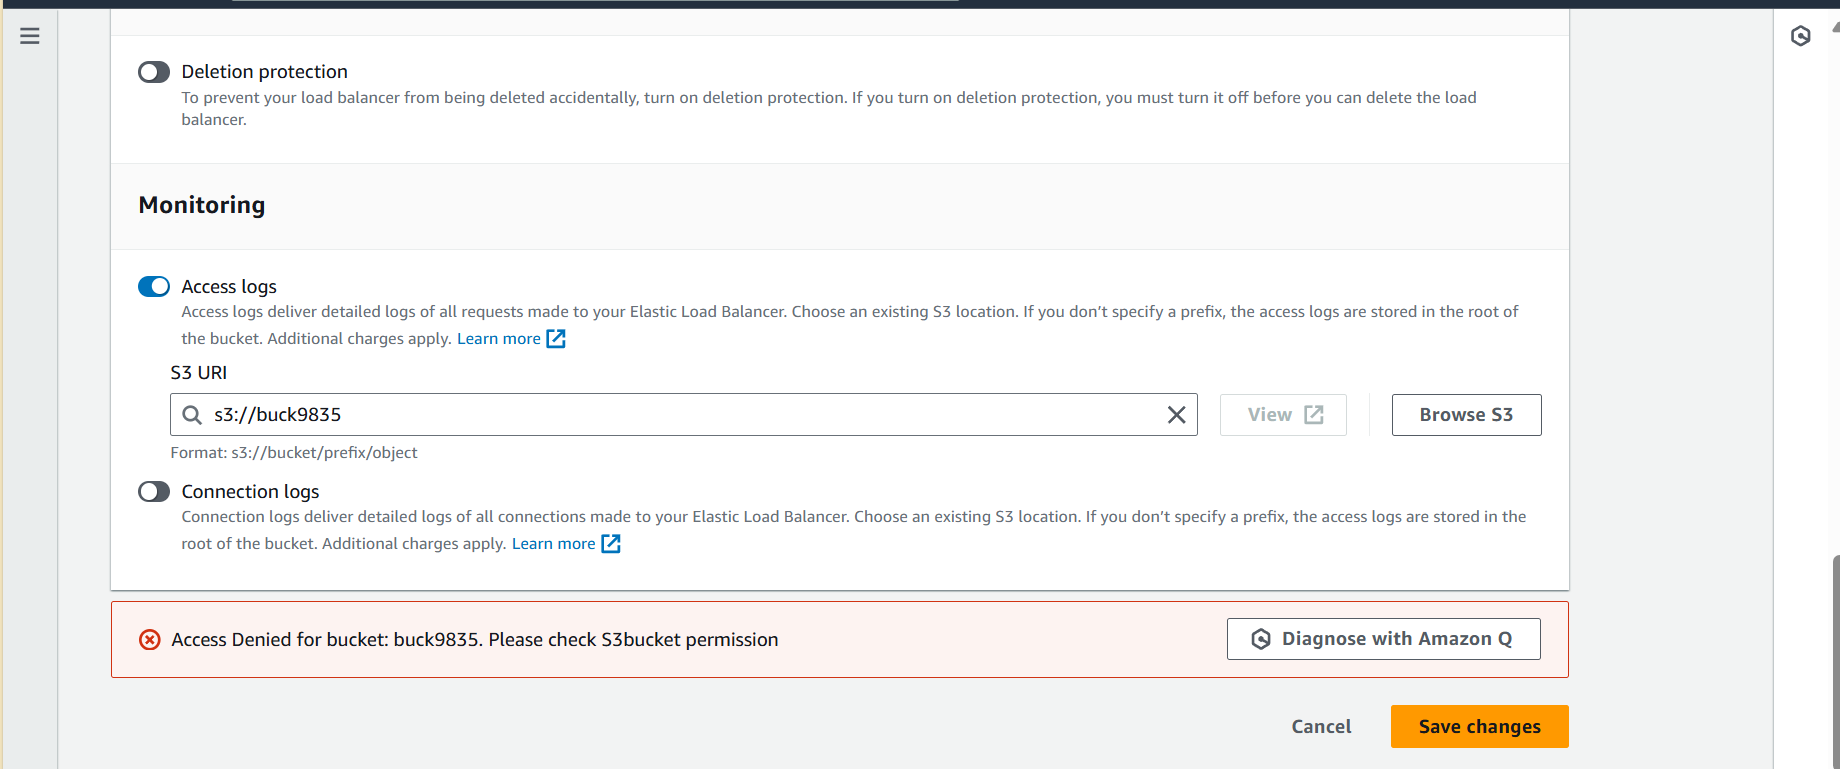 Deletion protection
To prevent your load balancer from being deleted accidentally, turn on deletion protection. If you turn on deletion protection, you must turn it off before you can delete the load
balancer.
Monitoring
Access logs
Access logs deliver detailed logs of all requests made to your Elastic Load Balancer. Choose an existing S3 location. If you don’t specify a prefix, the access logs are stored in the root of
the bucket. Additional charges apply. Learn more
S3 URI
s3://buck9835
View
Browse S3
Format: s3://bucket/prefix/object
Connection logs
Connection logs deliver detailed logs of all connections made to your Elastic Load Balancer. Choose an existing S3 location. If you don’t specify a prefix, the access logs are stored in the
root of the bucket. Additional charges apply. Learn more
Access Denied for bucket: buck9835. Please check S3bucket permission
Diagnose with Amazon Q
Cancel
Save changes